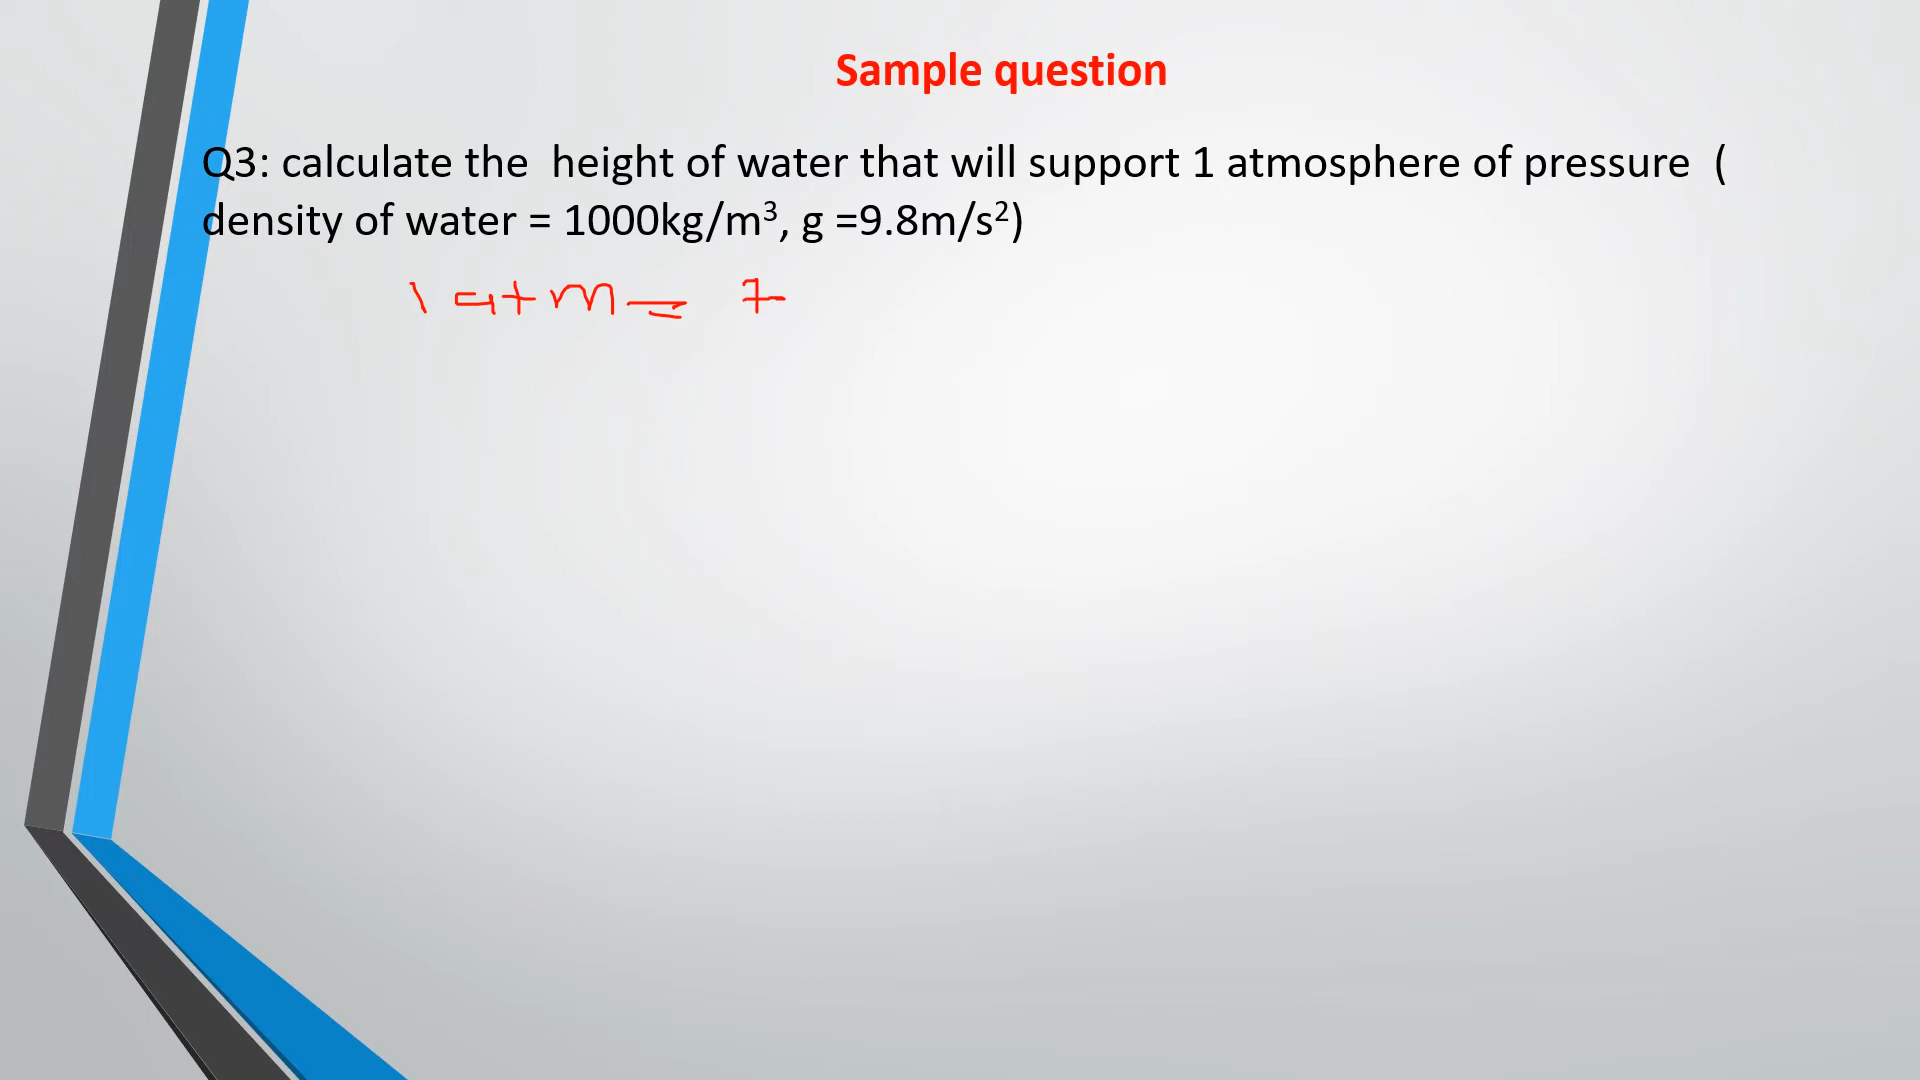 Sample question
Q3: calculate the  height of water that will support 1 atmosphere of pressure  (
density of water = 1000kg/m³, g =9.8m/s²)
1 atm = 7